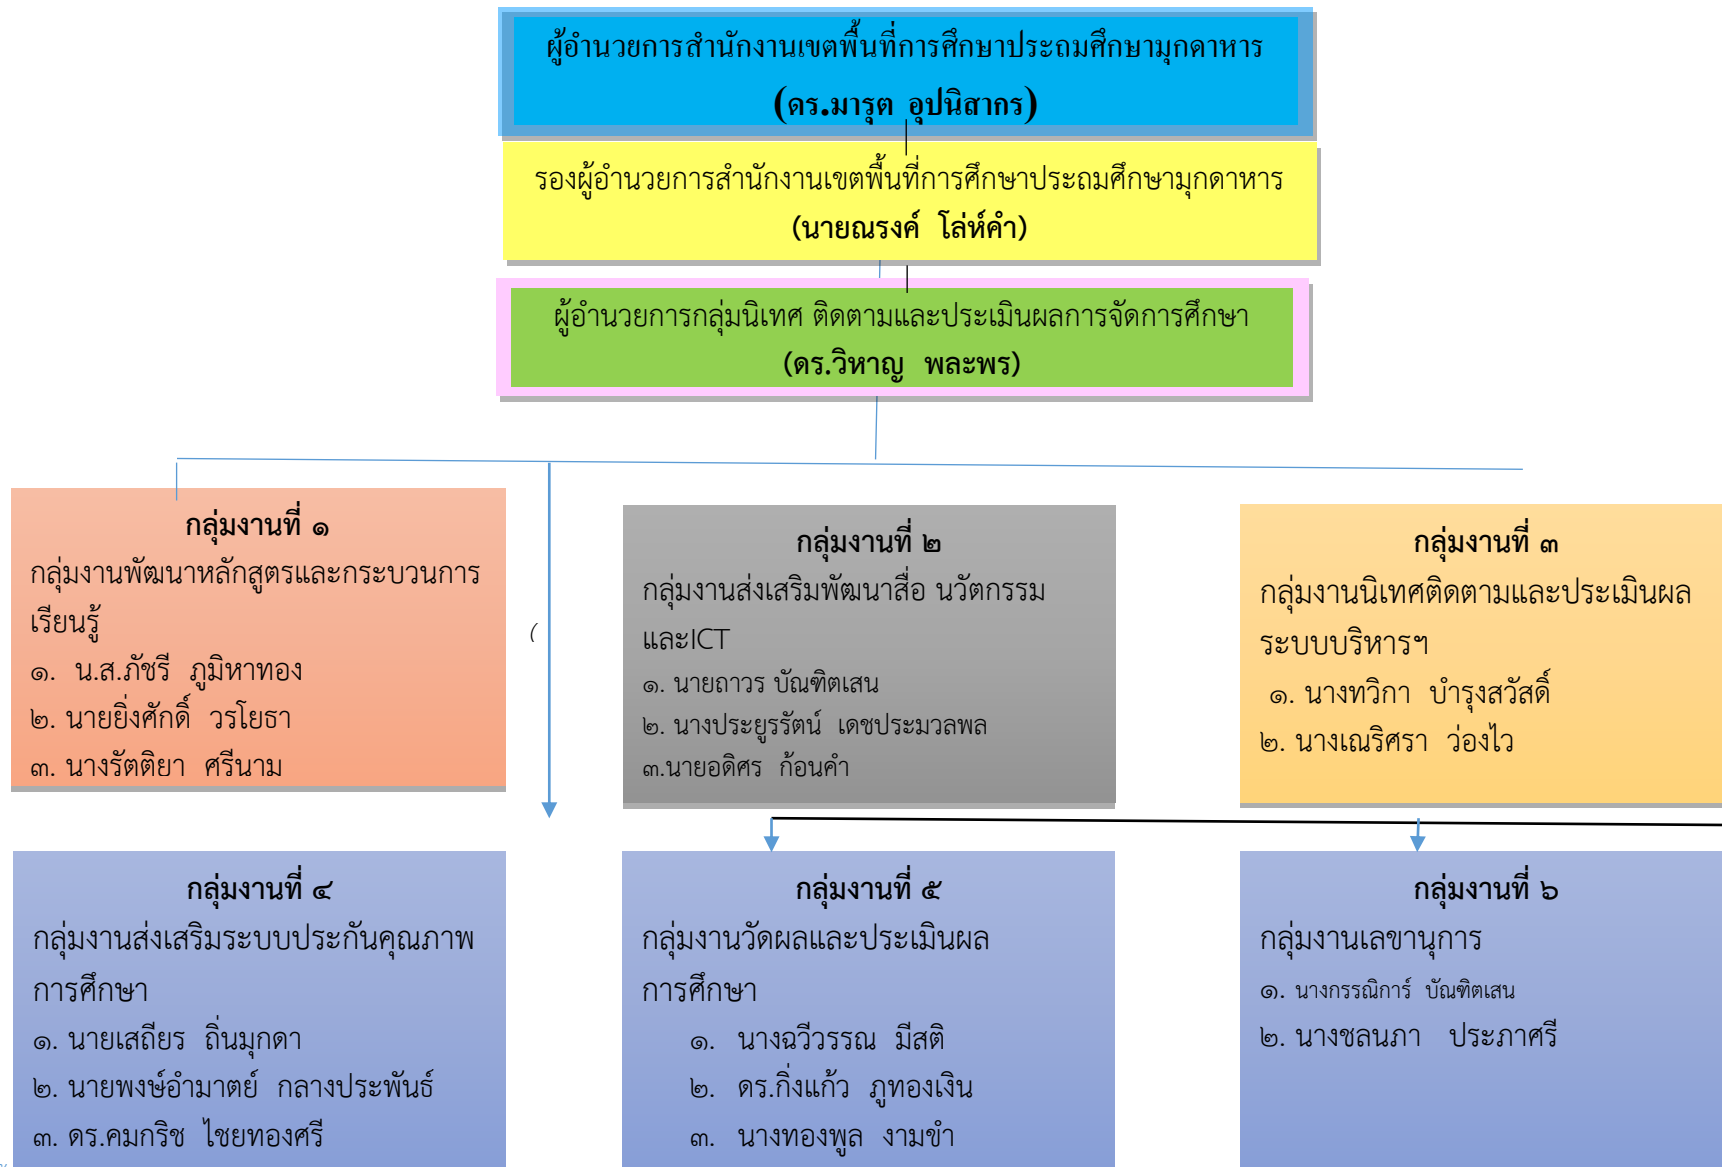 ผู้อำนวยการสำนักงานเขตพื้นที่การศึกษาประถมศึกษามุกดาหาร
(ดร.มารุต อุปนิสากร)
รองผู้อำนวยการสำนักงานเขตพื้นที่การศึกษาประถมศึกษามุกดาหาร
(นายณรงค์ โล่ห์คำ)
ผู้อำนวยการกลุ่มนิเทศ ติดตามและประเมินผลการจัดการศึกษา
(ดร.วิหาญ พละพร)
กลุ่มงานที่ ๑
กลุ่มงานพัฒนาหลักสูตรและกระบวนการ
เรียนรู้
๑. น.ส.ภัชรี ภูมิหาทอง
๒. นายยิ่งศักดิ์ วรโยธา
๓. นางรัตติยา ศรีนาม
(
กลุ่มงานที่ ๒
กลุ่มงานส่งเสริมพัฒนาสื่อ นวัตกรรม
และICT
๑. นายถาวร บัณฑิตเสน
๒. นางประยูรรัตน์ เดชประมวลพล
๓.นายอดิศร ก้อนคำ
กลุ่มงานที่ ๓
กลุ่มงานนิเทศติดตามและประเมินผล
ระบบบริหารฯ
๑. นางทวิกา บำรุงสวัสดิ์
๒. นางเณริศรา ว่องไว
กลุ่มงานที่ ๔
กลุ่มงานส่งเสริมระบบประกันคุณภาพ
การศึกษา
๑. นายเสถียร ถิ่นมุกดา
๒. นายพงษ์อำมาตย์ กลางประพันธ์
๓. ดร.คมกริช ไชยทองศรี
กลุ่มงานที่ ๕
กลุ่มงานวัดผลและประเมินผล
การศึกษา
๑. นางฉวีวรรณ มีสติ
๒. ดร.กิ่งแก้ว ภูทองเงิน
๓. นางทองพูล งามขำ
กลุ่มงานที่ ๖
กลุ่มงานเลขานุการ
๑. นางกรรณิการ์ บัณฑิตเสน
๒. นางชลนภา ประภาศรี